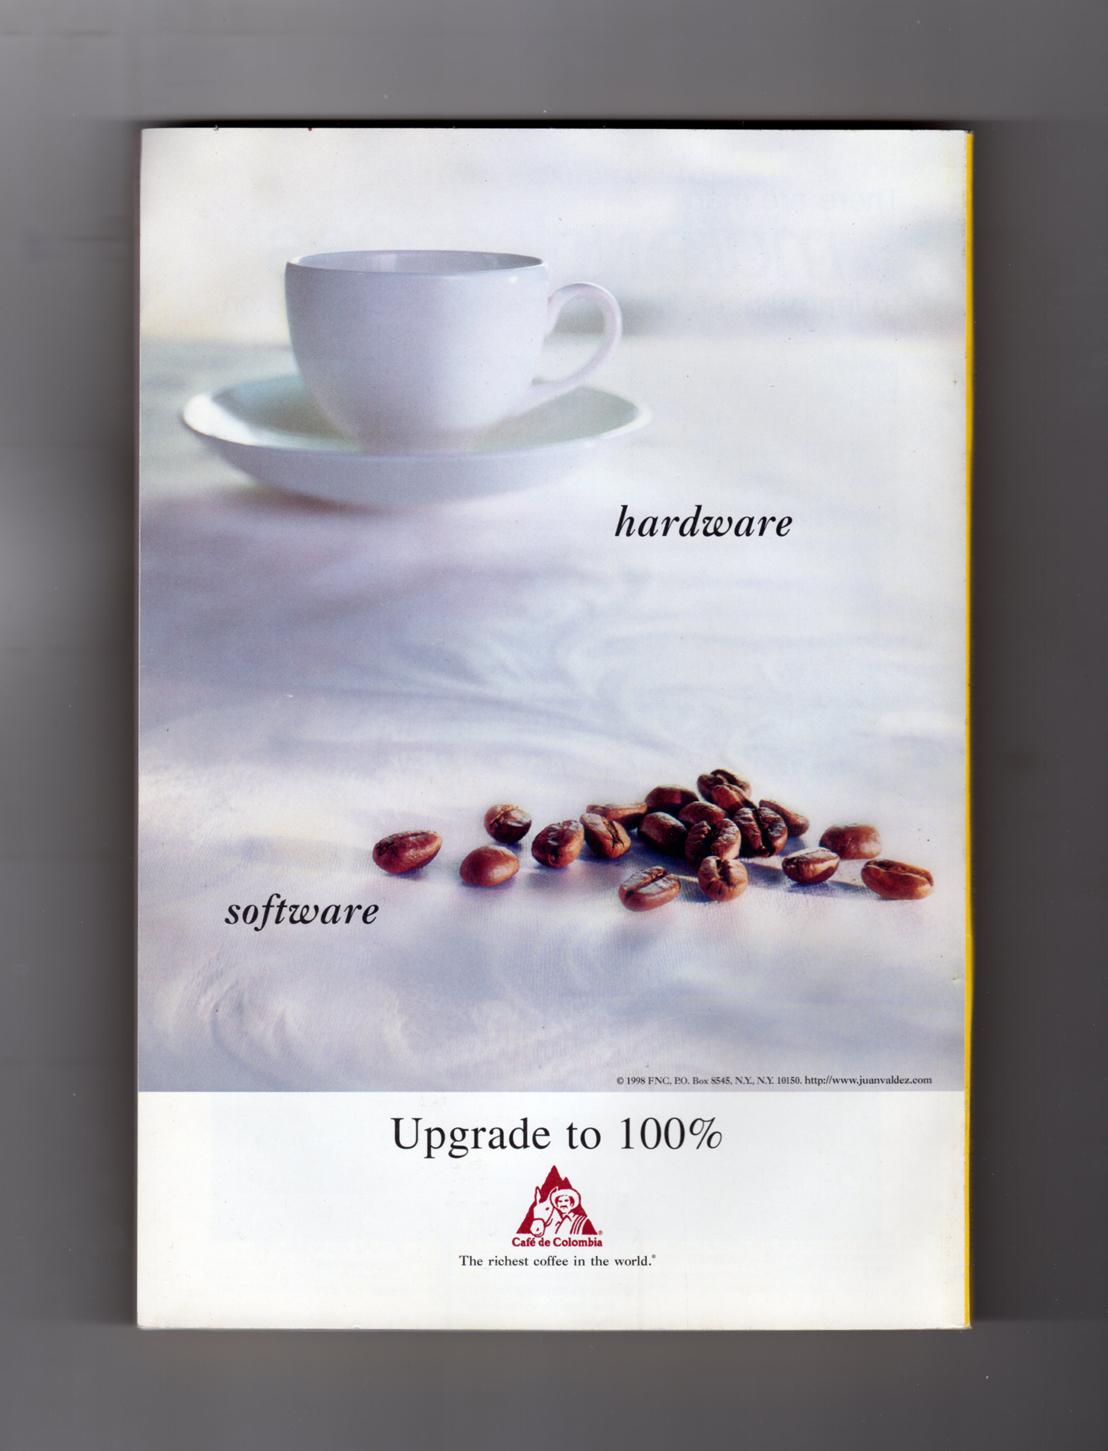 hardware
software
© 1998 FNC, P.O. Box 8545, N.Y., N.Y. 10150. http://www.juanvaldez.com
Upgrade to 100%
Café de Colombia®
The richest coffee in the world.®